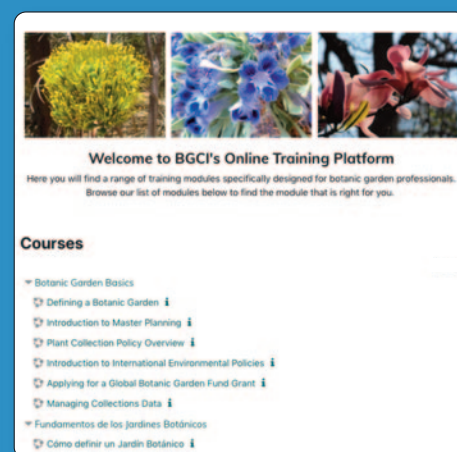 Welcome to BGCI's Online Training Platform
Here you will find a range of training modules specifically designed for botanic garden professionals.
Browse our list of modules below to find the module that is right for you.
Courses
Botanic Garden Basics
Defining a Botanic Garden
Introduction to Master Planning
Plant Collection Policy Overview
Introduction to International Environmental Policies
Applying for a Global Botanic Garden Fund Grant
Managing Collections Data
Fundamentos de los Jardines Botánicos
Cómo definir un Jardín Botánico